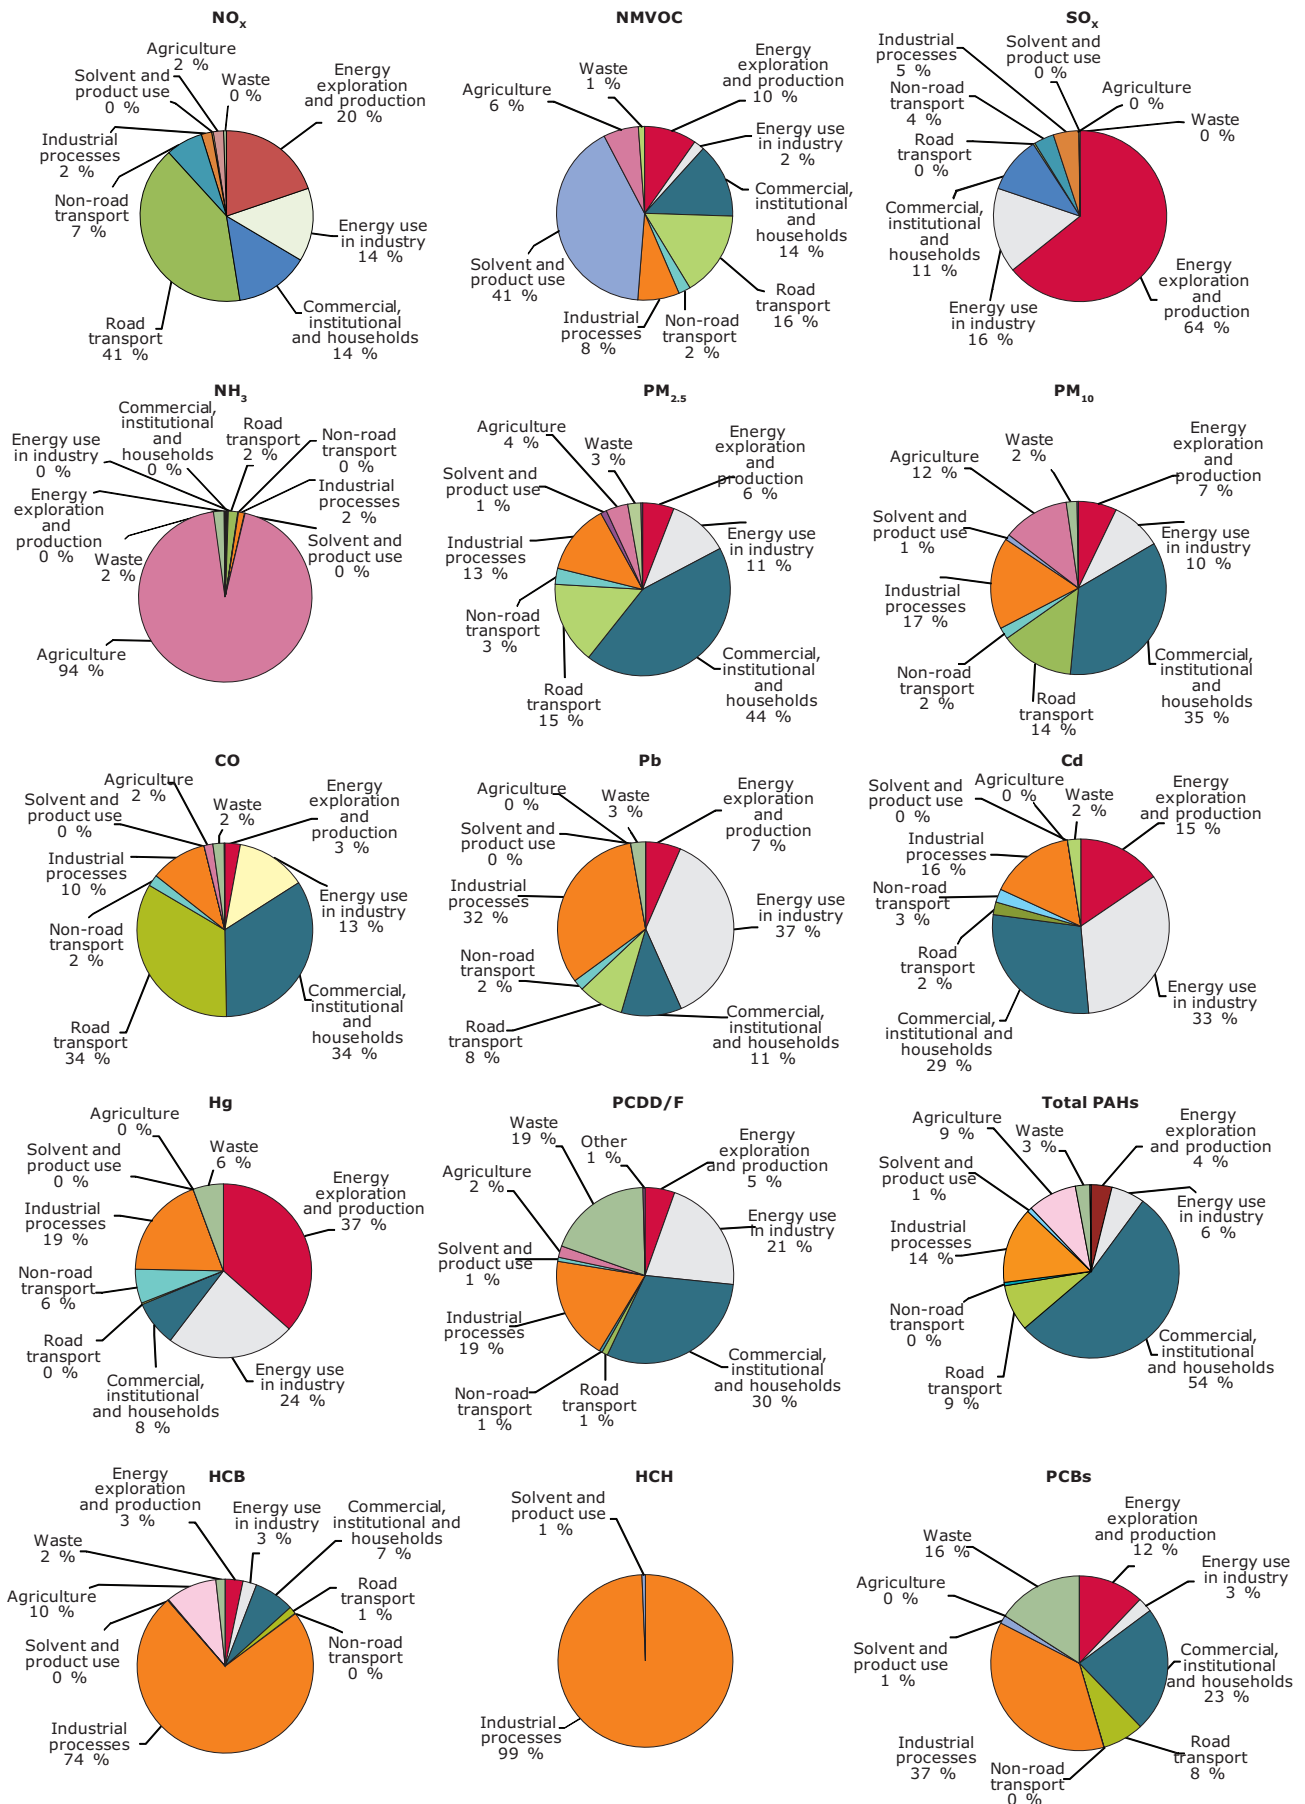 NOx
Agriculture
2 %
Solvent and
product use
0 %
Waste
0 %
Energy
exploration
and production
20 %
Industrial
processes
2 %
Non-road
transport
7 %
Energy use
in industry
14 %
Road
transport
41 %
Commercial,
institutional
and households
14 %
NMVOC
Waste
1 %
Energy
exploration
and production
10 %
Agriculture
6 %
Energy use
in industry
2 %
Commercial,
institutional
and
households
14 %
Solvent and
product use
41 %
Road
transport
16 %
Industrial
processes
8 %
Non-road
transport
2 %
SOx
Industrial
processes
5 %
Solvent and
product use
0 %
Agriculture
0 %
Waste
0 %
Non-road
transport
4 %
Road
transport
0 %
Commercial,
institutional
and
households
11 %
Energy use
in industry
16 %
Energy
exploration
and
production
64 %
NH3
Commercial,
institutional
and
households
0 %
Road
transport
2 %
Non-road
transport
0 %
Energy use
in industry
0 %
Energy
exploration
and
production
0 %
Industrial
processes
2 %
Solvent and
product use
0 %
Waste
2 %
Agriculture
94 %
PM2.5
Agriculture
4 %
Waste
3 %
Energy
exploration
and
production
6 %
Solvent and
product use
1 %
Industrial
processes
13 %
Energy use
in industry
11 %
Non-road
transport
3 %
Road
transport
15 %
Commercial,
institutional
and
households
44 %
PM10
Waste
2 %
Energy
exploration
and
production
7 %
Agriculture
12 %
Solvent and
product use
1 %
Energy use
in industry
10 %
Industrial
processes
17 %
Non-road
transport
2 %
Road
transport
14 %
Commercial,
institutional
and
households
35 %
CO
Agriculture
2 %
Waste
2 %
Energy
exploration
and
production
3 %
Solvent and
product use
0 %
Industrial
processes
10 %
Energy use
in industry
13 %
Non-road
transport
2 %
Road
transport
34 %
Commercial,
institutional
and
households
34 %
Pb
Agriculture
0 %
Waste
3 %
Energy
exploration
and
production
7 %
Solvent and
product use
0 %
Industrial
processes
32 %
Energy use
in industry
37 %
Non-road
transport
2 %
Road
transport
8 %
Commercial,
institutional
and households
11 %
Cd
Solvent and
product use
0 %
Agriculture
0 %
Waste
2 %
Energy
exploration
and production
15 %
Industrial
processes
16 %
Non-road
transport
3 %
Road
transport
2 %
Energy use
in industry
33 %
Commercial,
institutional and
households
29 %
Hg
Agriculture
0 %
Waste
6 %
Solvent and
product use
0 %
Energy
exploration
and production
37 %
Industrial
processes
19 %
Non-road
transport
6 %
Road
transport
0 %
Commercial,
institutional
and households
8 %
Energy use
in industry
24 %
PCDD/F
Waste
19 %
Other
1 %
Energy
exploration
and production
5 %
Agriculture
2 %
Energy use
in industry
21 %
Solvent and
product use
1 %
Industrial
processes
19 %
Non-road
transport
1 %
Road
transport
1 %
Commercial,
institutional
and households
30 %
Total PAHs
Agriculture
9 %
Waste
3 %
Energy
exploration
and production
4 %
Solvent and
product use
1 %
Energy use
in industry
6 %
Industrial
processes
14 %
Non-road
transport
0 %
Road
transport
9 %
Commercial,
institutional
and households
54 %
HCB
Energy
exploration
and production
3 %
Energy use
in industry
3 %
Commercial,
institutional and
households
7 %
Waste
2 %
Agriculture
10 %
Road
transport
1 %
Solvent and
product use
0 %
Non-road
transport
0 %
Industrial
processes
74 %
HCH
Solvent and
product use
1 %
Industrial
processes
99 %
PCBs
Energy
exploration
and production
12 %
Waste
16 %
Energy use
in industry
3 %
Agriculture
0 %
Solvent and
product use
1 %
Commercial,
institutional
and households
23 %
Industrial
processes
37 %
Non-road
transport
0 %
Road
transport
8 %